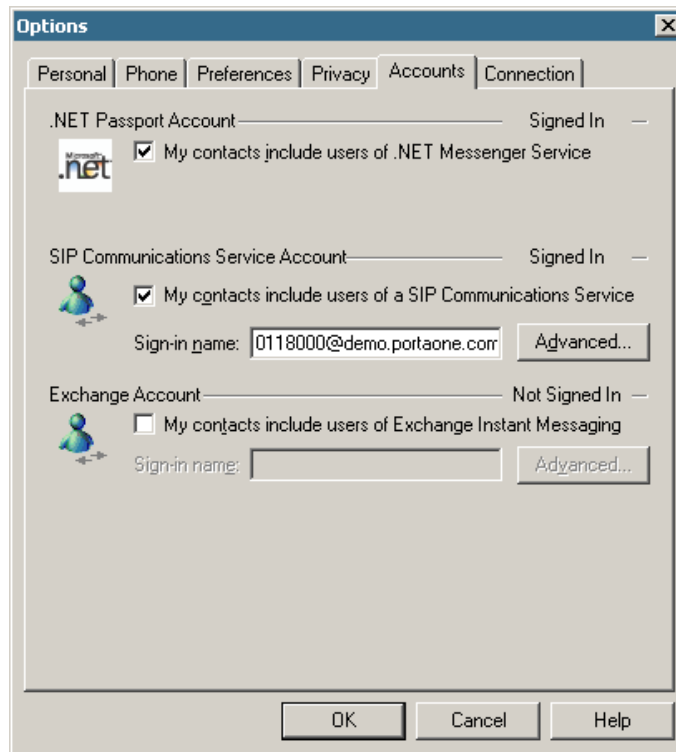 Options
Personal Phone Preferences Privacy Accounts Connection
.NET Passport Account Signed In
Microsoft .net
My contacts include users of .NET Messenger Service
SIP Communications Service Account Signed In
My contacts include users of a SIP Communications Service
Sign-in name: 0118000@demo.portaone.com Advanced...
Exchange Account Not Signed In
My contacts include users of Exchange Instant Messaging
Sign-in name: Advanced...
OK Cancel Help